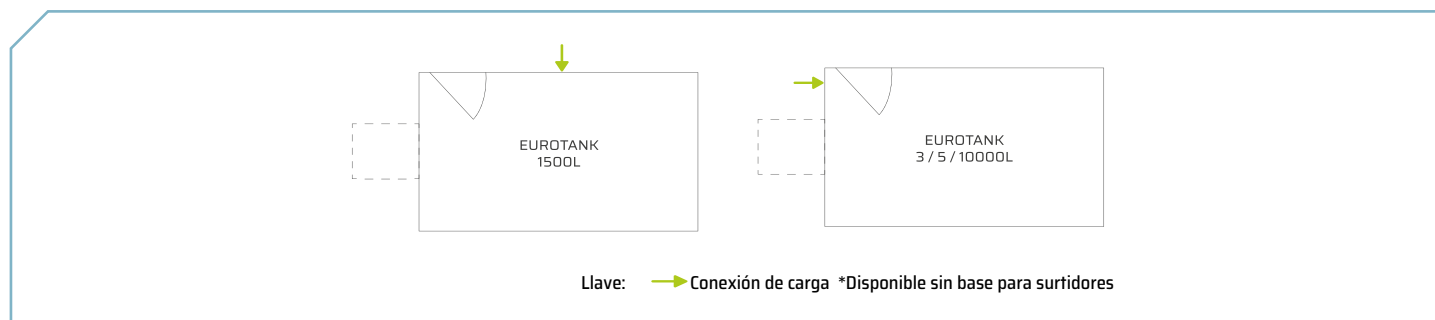 EUROTANK
1500L
EUROTANK
3 / 5 / 10000L
Llave: Conexión de carga *Disponible sin base para surtidores